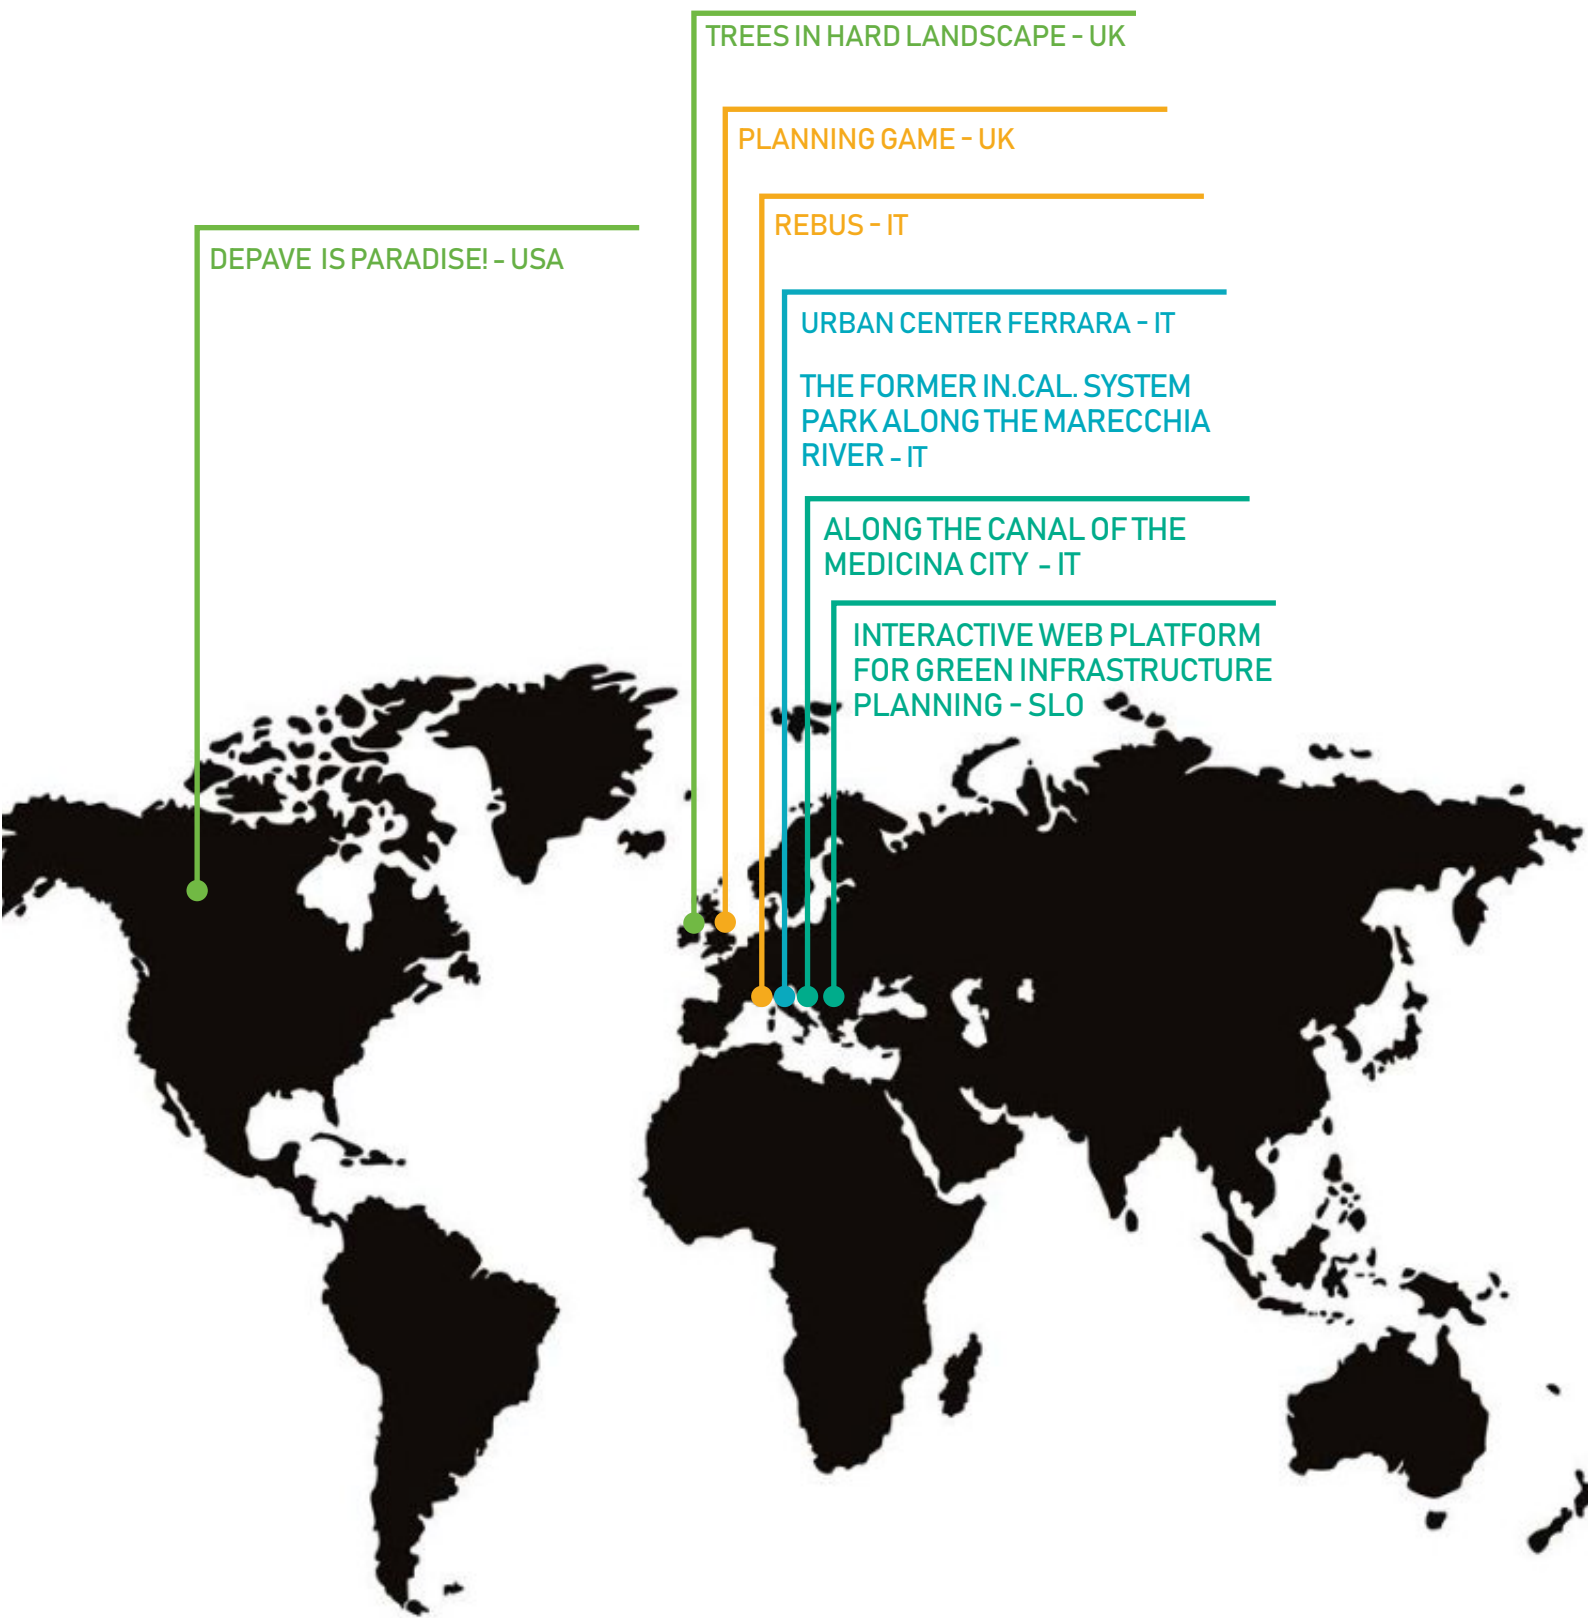 TREES IN HARD LANDSCAPE - UK
PLANNING GAME - UK
REBUS - IT
DEPAVE IS PARADISE! - USA
URBAN CENTER FERRARA - IT
THE FORMER IN.CAL. SYSTEM
PARK ALONG THE MARECCHIA
RIVER - IT
ALONG THE CANAL OF THE
MEDICINA CITY - IT
INTERACTIVE WEB PLATFORM
FOR GREEN INFRASTRUCTURE
PLANNING - SLO